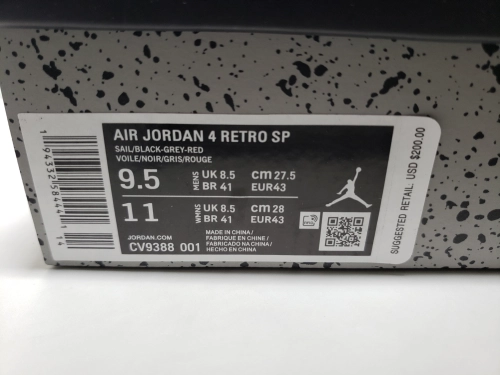 AIR JORDAN 4 RETRO SP
SAIL/BLACK-GREY-RED
VOILE/NOIR/GRIS/ROUGE
9.5 MENS UK 8.5 cm 27.5
BR 41 EUR43
11 WMNS UK 8.5 cm 28
BR 41 EUR43
JORDAN.COM
CV9388 001
MADE IN CHINA /
FABRIQUE EN CHINE /
FABRICADO NA CHINA /
HECHO EN CHINA
SUGGESTED RETAIL: USD $200.00